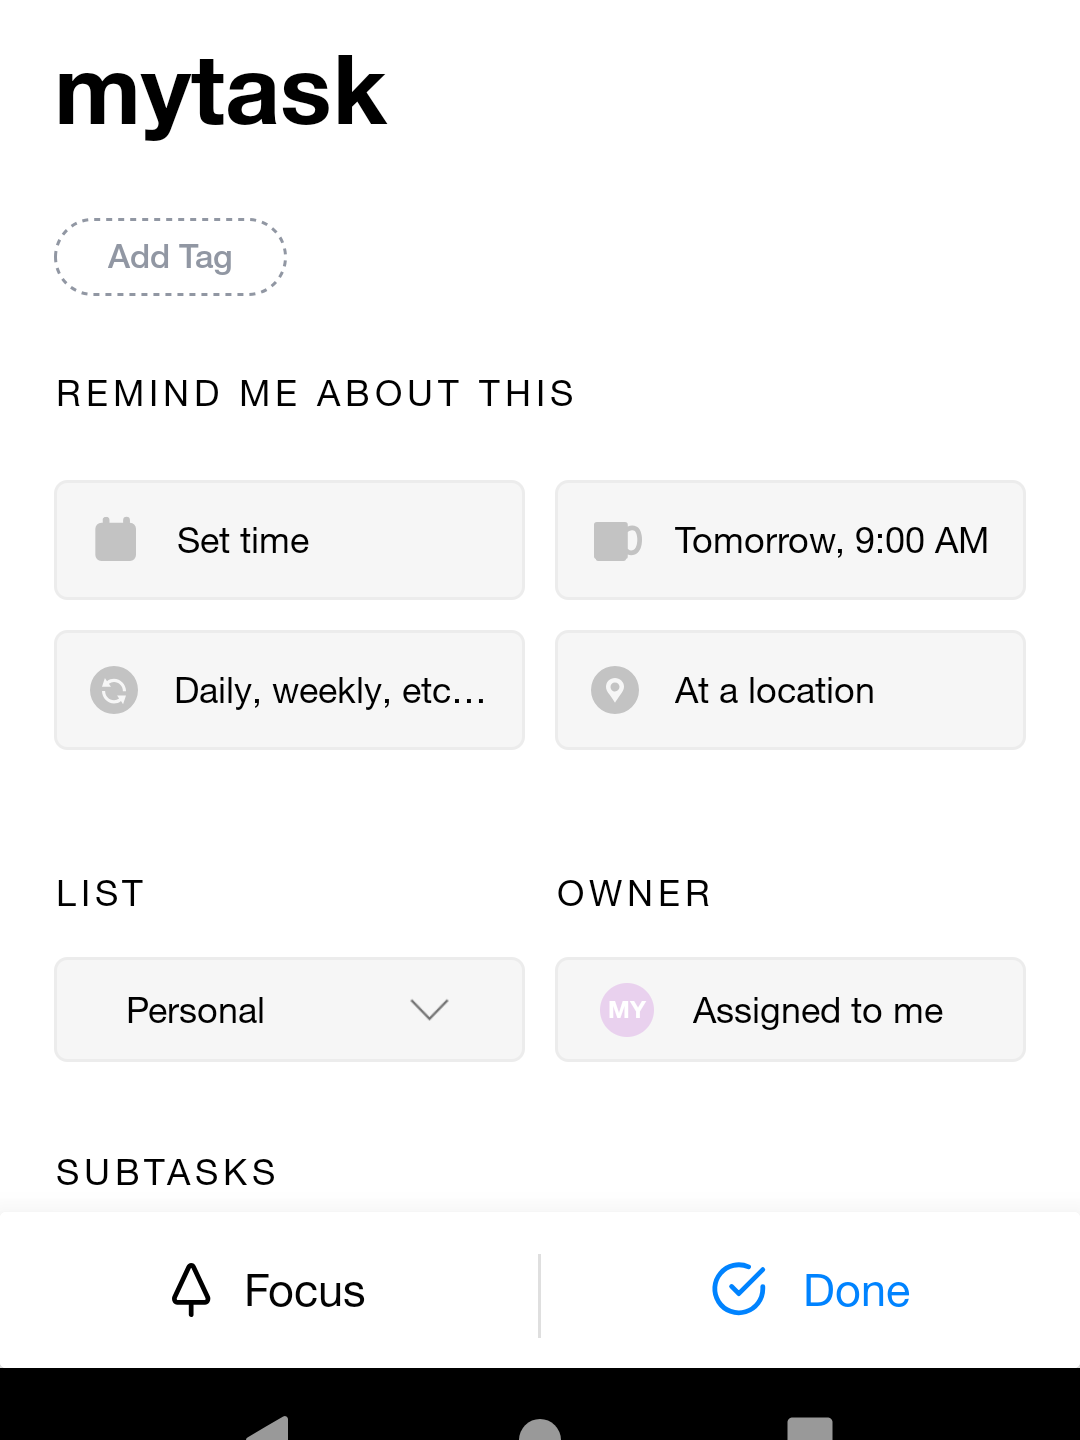 mytask
Add Tag
REMIND ME ABOUT THIS
Set time
Tomorrow, 9:00 AM
Daily, weekly, etc...
At a location
LIST
OWNER
Personal
MY
Assigned to me
SUBTASKS
Focus
Done